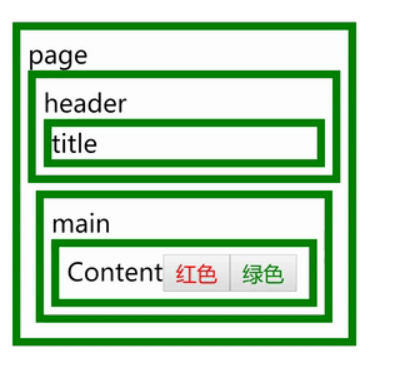 page
header
title
main
Content 红色 绿色